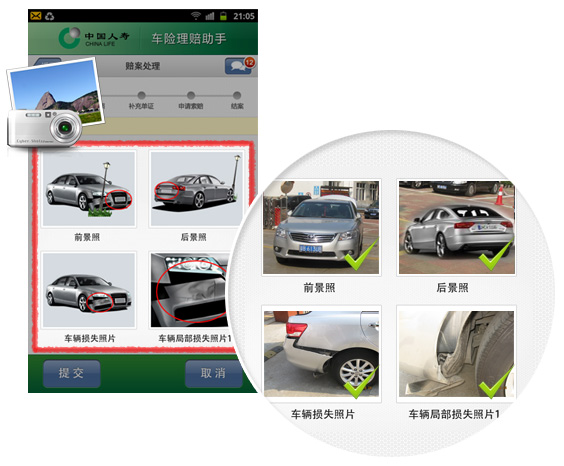 21:05
中国人寿
CHINA LIFE
车险理赔助手
赔案处理
12
补充单证
申请索赔
结案
前景照
后景照
车辆损失照片
车辆局部损失照片1
提交
取消
前景照
后景照
车辆损失照片
车辆局部损失照片1